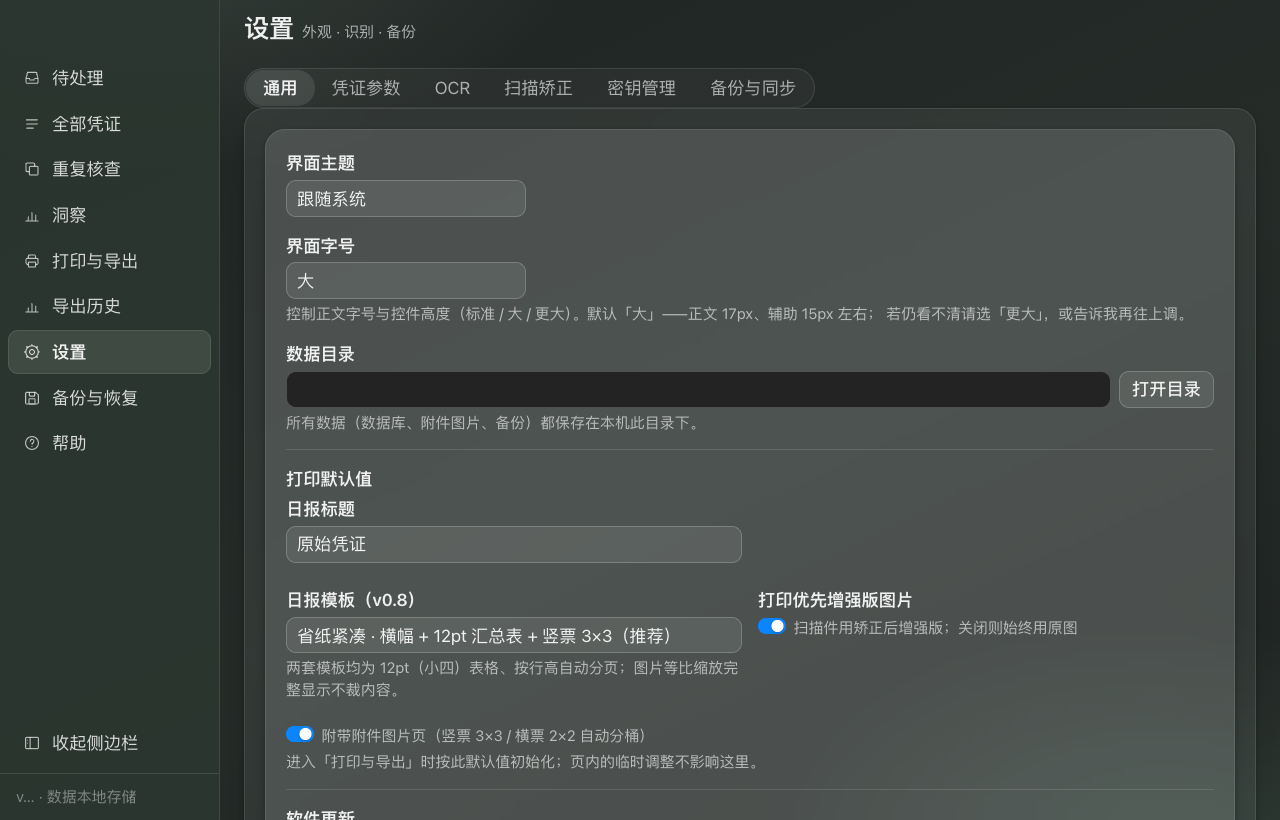 待处理
全部凭证
重复核查
洞察
打印与导出
导出历史
设置
备份与恢复
帮助
收起侧边栏
v... · 数据本地存储
设置 外观 · 识别 · 备份
通用 凭证参数 OCR 扫描矫正 密钥管理 备份与同步
界面主题
跟随系统
界面字号
大
控制正文字号与控件高度（标准 / 大 / 更大）。默认「大」——正文 17px、辅助 15px 左右； 若仍看不清请选「更大」，或告诉我再往上调。
数据目录
打开目录
所有数据（数据库、附件图片、备份）都保存在本机此目录下。
打印默认值
日报标题
原始凭证
日报模板（v0.8）
省纸紧凑 · 横幅 + 12pt 汇总表 + 竖票 3×3（推荐）
两套模板均为 12pt（小四）表格、按行高自动分页；图片等比缩放完
整显示不裁内容。
打印优先增强版图片
扫描件用矫正后增强版；关闭则始终用原图
附带附件图片页（竖票 3×3 / 横票 2×2 自动分桶）
进入「打印与导出」时按此默认值初始化；页内的临时调整不影响这里。
软件更新